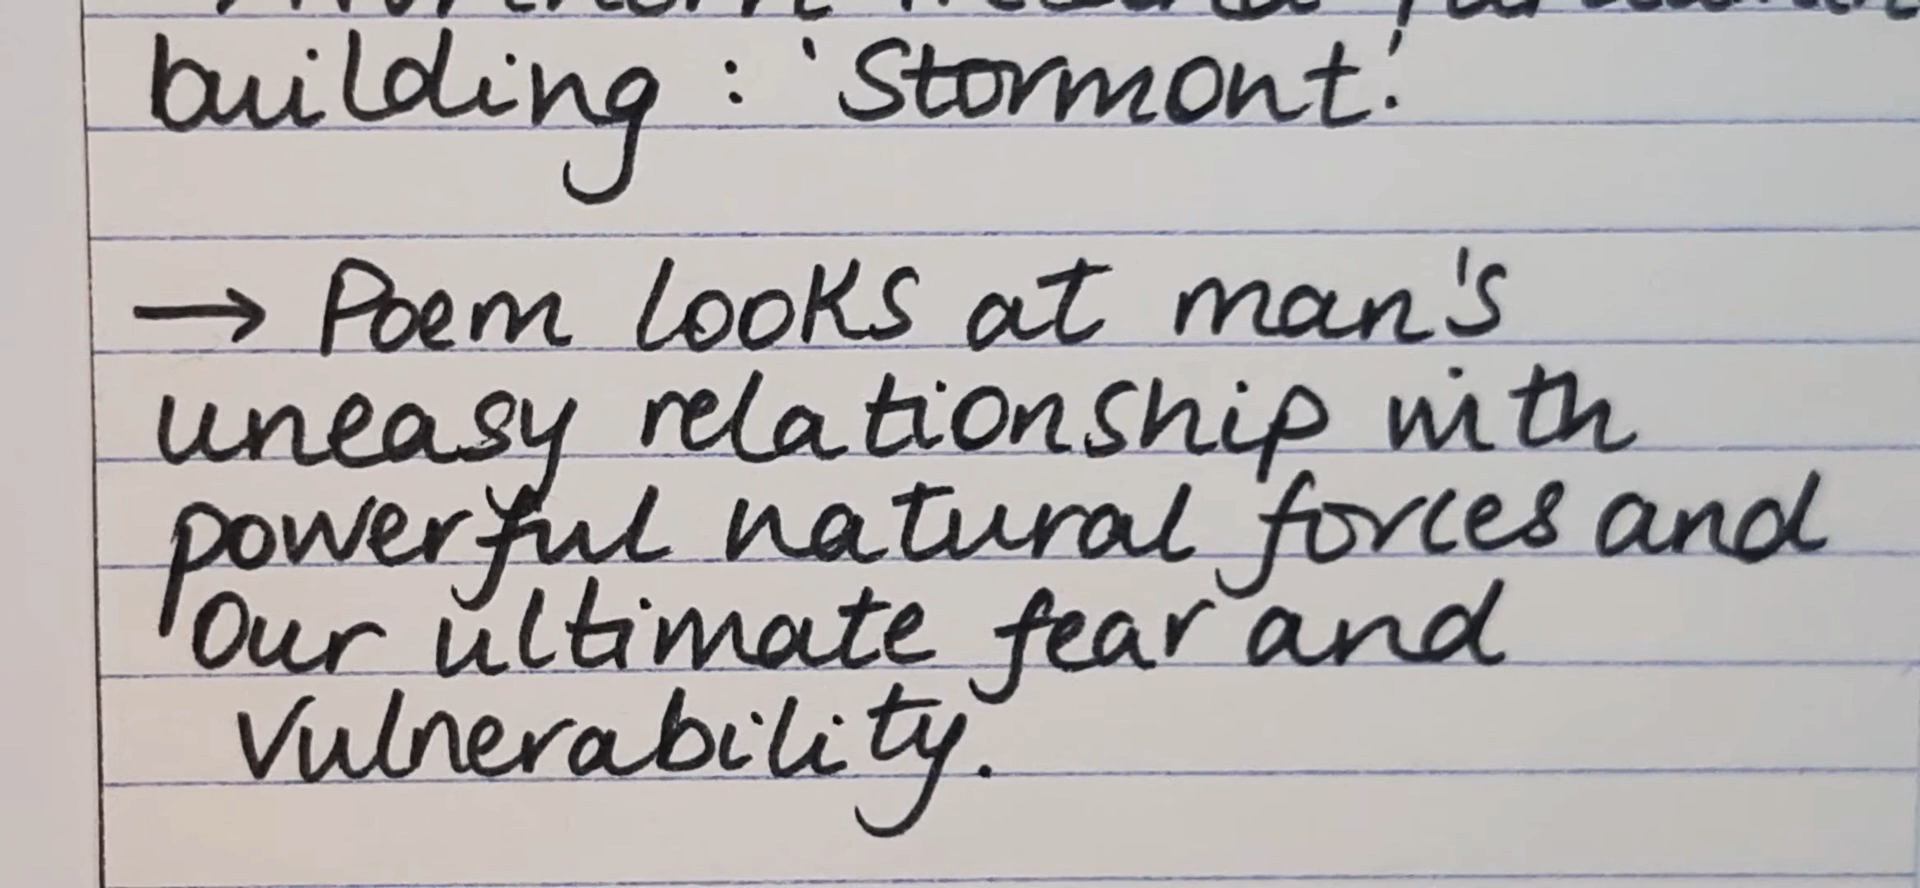 building : 'Stormont.'
→ Poem looks at man's
uneasy relationship with
powerful natural forces and
Our ultimate fear and
Vulnerability.